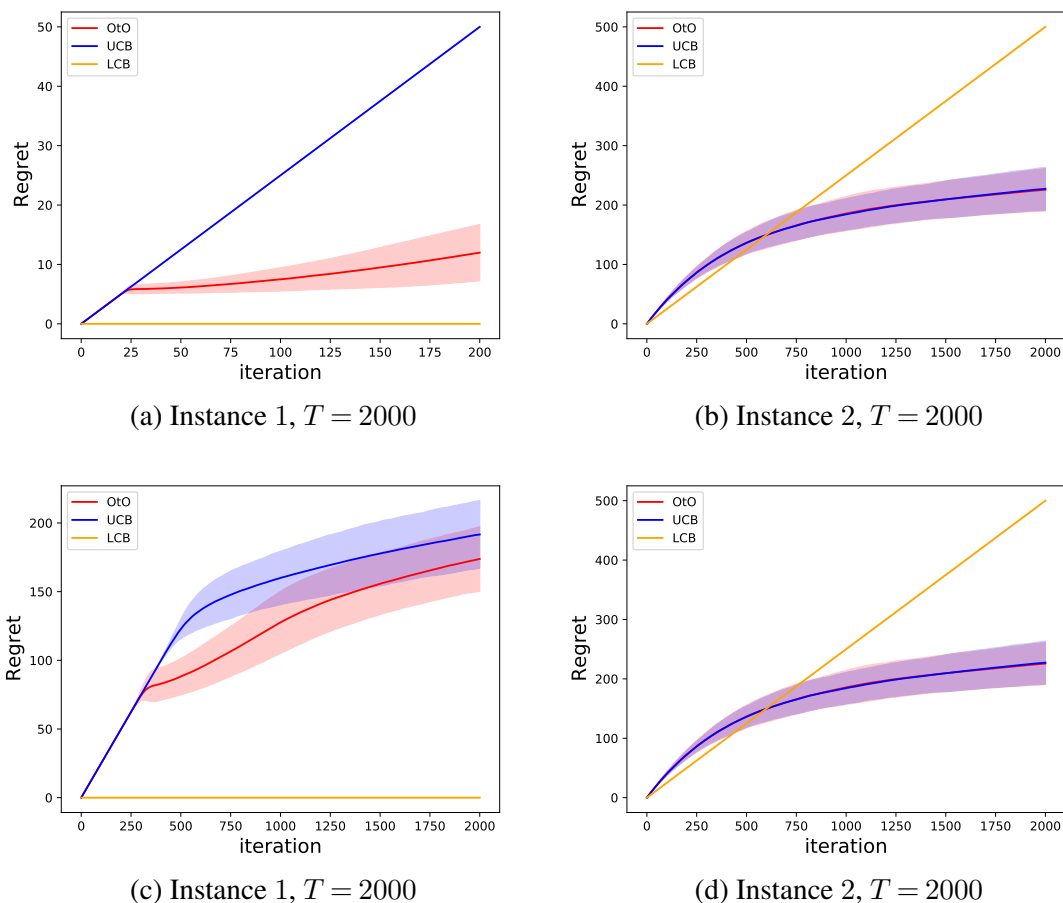 OtO
UCB
LCB
Regret
50
40
30
20
10
0
0 25 50 75 100 125 150 175 200
iteration
(a) Instance 1, T = 2000
OtO
UCB
LCB
Regret
500
400
300
200
100
0
0 250 500 750 1000 1250 1500 1750 2000
iteration
(b) Instance 2, T = 2000
OtO
UCB
LCB
Regret
200
150
100
50
0
0 250 500 750 1000 1250 1500 1750 2000
iteration
(c) Instance 1, T = 2000
OtO
UCB
LCB
Regret
500
400
300
200
100
0
0 250 500 750 1000 1250 1500 1750 2000
iteration
(d) Instance 2, T = 2000